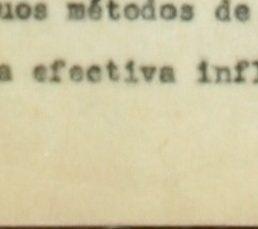 uos métodos de
a efectiva infl